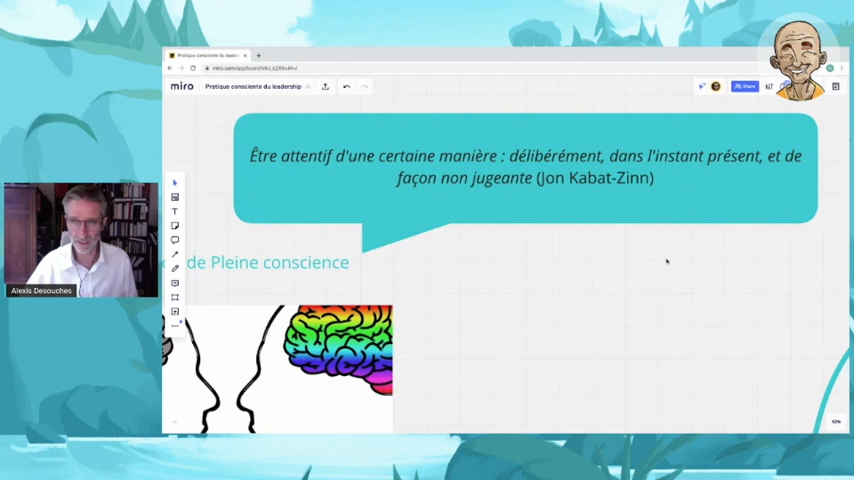 Pratique consciente du leader
miro.com/app/board/
miro
Pratique consciente du leadership
Share
Être attentif d'une certaine manière : délibérément, dans l'instant présent, et de
façon non jugeante (Jon Kabat-Zinn)
de Pleine conscience
Alexis Desouches
50%